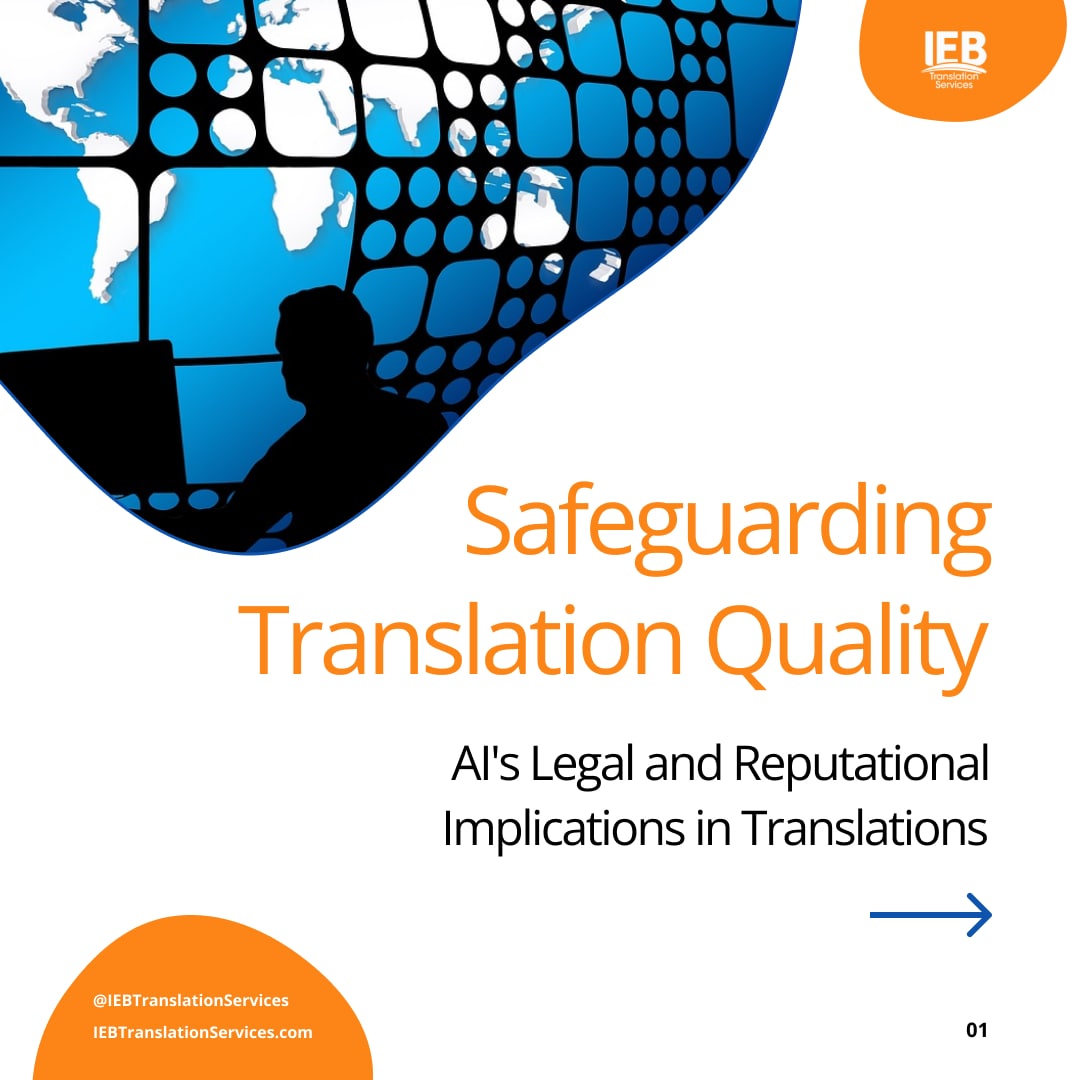 IEB
Translation
Services
Safeguarding
Translation Quality
AI's Legal and Reputational
Implications in Translations
@IEBTranslationServices
IEBTranslationServices.com
01